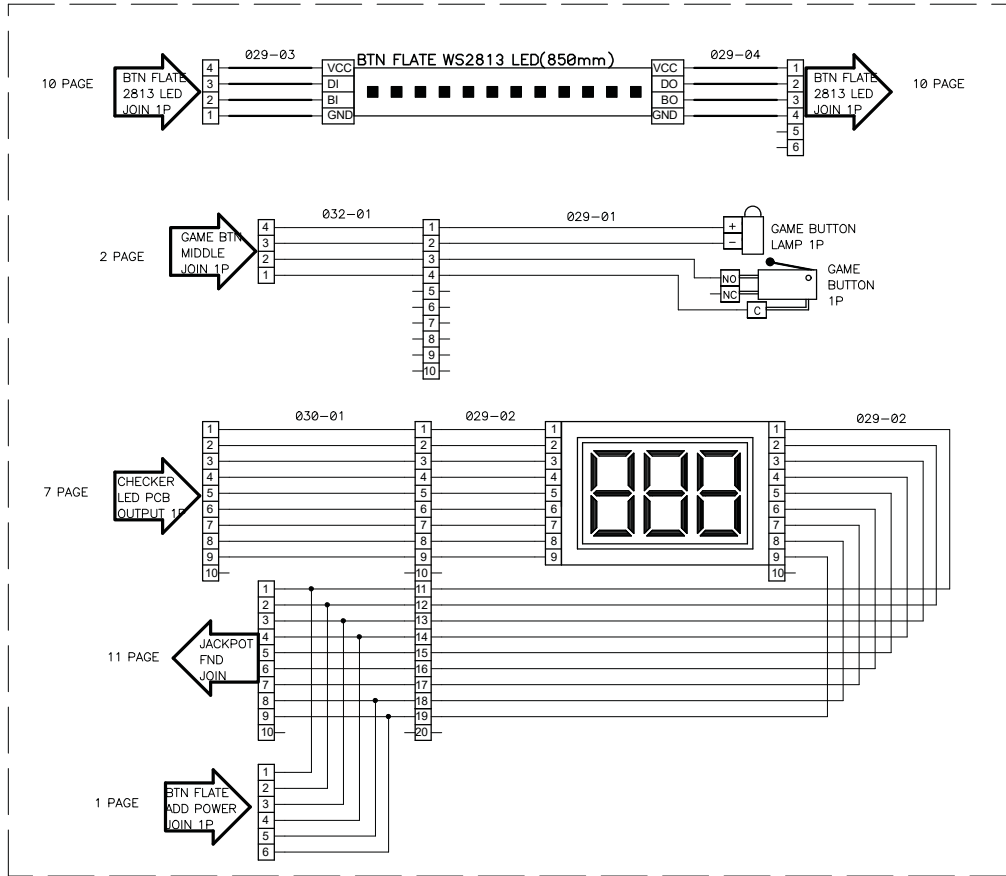 029-03
BTN FLATE WS2813 LED(850mm)
029-04
10 PAGE
BTN FLATE
2813 LED
JOIN 1P
4
3
2
1
VCC
DI
BI
GND
VCC
DO
BO
GND
1
2
3
4
5
6
BTN FLATE
2813 LED
JOIN 1P
10 PAGE
032-01
029-01
2 PAGE
GAME BTN
MIDDLE
JOIN 1P
4
3
2
1
1
2
3
4
5
6
7
8
9
10
+
−
GAME BUTTON
LAMP 1P
NO
NC
C
GAME
BUTTON
1P
030-01
029-02
029-02
7 PAGE
CHECKER
LED PCB
OUTPUT 1P
1
2
3
4
5
6
7
8
9
10
1
2
3
4
5
6
7
8
9
10
11
12
13
14
15
16
17
18
19
20
1
2
3
4
5
6
7
8
9
888
1
2
3
4
5
6
7
8
9
10
11 PAGE
JACKPOT
FND
JOIN
1
2
3
4
5
6
7
8
9
10
1 PAGE
BTN FLATE
ADD POWER
JOIN 1P
1
2
3
4
5
6